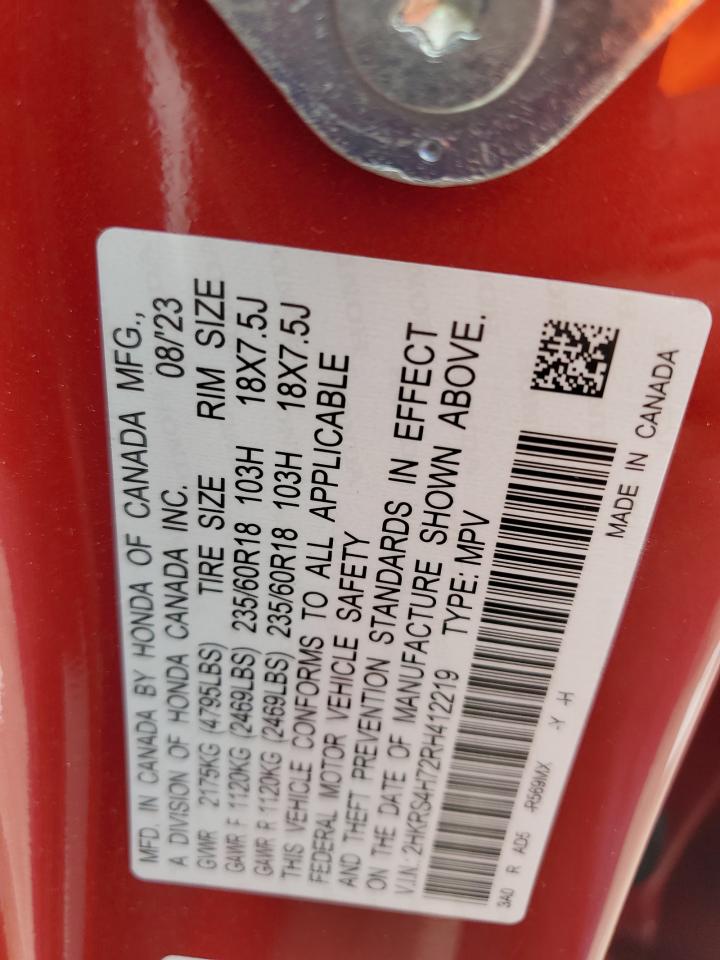 MFD. IN CANADA BY HONDA OF CANADA MFG.,
A DIVISION OF HONDA CANADA INC. 08/'23
GVWR 2175KG (4795LBS) TIRE SIZE RIM SIZE
GAWR F 1120KG (2469LBS) 235/60R18 103H 18X7.5J
GAWR R 1120KG (2469LBS) 235/60R18 103H 18X7.5J
THIS VEHICLE CONFORMS TO ALL APPLICABLE
FEDERAL MOTOR VEHICLE SAFETY
AND THEFT PREVENTION STANDARDS IN EFFECT
ON THE DATE OF MANUFACTURE SHOWN ABOVE.
V.I.N.: 2HKRS4H72RH412219 TYPE: MPV
3A0 R AD5 -R569MX -Y -H
MADE IN CANADA